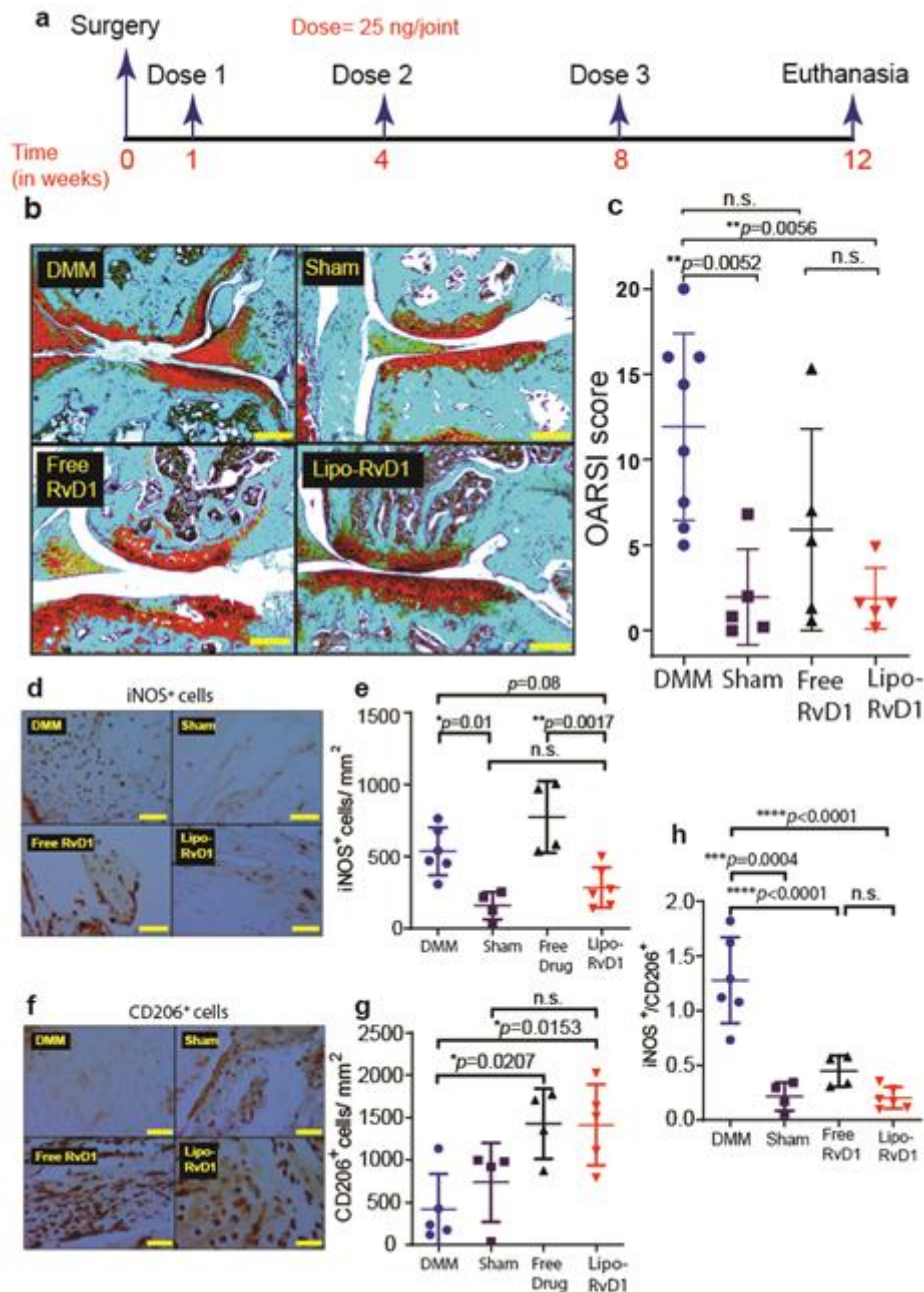 a
Surgery
Dose= 25 ng/joint
Dose 1
Dose 2
Dose 3
Euthanasia
Time
(in weeks)
0
1
4
8
12
b
DMM
Sham
Free
RvD1
Lipo-RvD1
c
n.s.
**p=0.0056
**p=0.0052
n.s.
OARSI score
20
15
10
5
0
DMM
Sham
Free
RvD1
Lipo-
RvD1
d
iNOS+ cells
DMM
Sham
Free RvD1
Lipo-
RvD1
e
p=0.08
*p=0.01
**p=0.0017
n.s.
iNOS+cells/ mm2
1500
1000
500
0
DMM
Sham
Free
Drug
Lipo-
RvD1
f
CD206+ cells
DMM
Sham
Free RvD1
Lipo-
RvD1
g
n.s.
*p=0.0153
*p=0.0207
CD206+cells/ mm2
2500
2000
1500
1000
500
0
DMM
Sham
Free
Drug
Lipo-
RvD1
h
****p<0.0001
***p=0.0004
****p<0.0001
n.s.
iNOS +/CD206+
2.0
1.5
1.0
0.5
0.0
DMM
Sham
Free
RvD1
Lipo-
RvD1